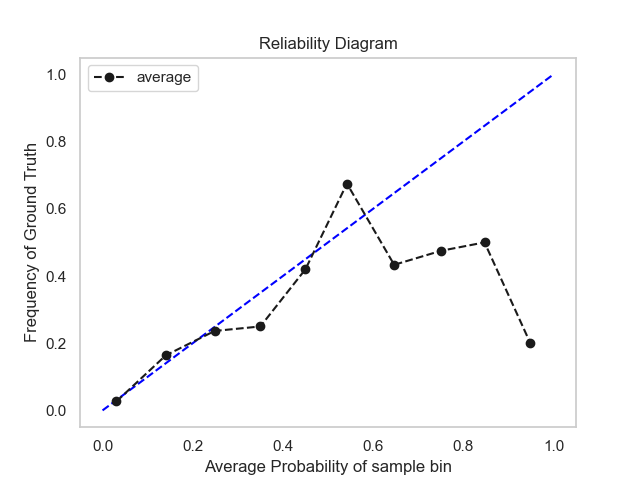 Reliability Diagram
average
Frequency of Ground Truth
1.0
0.8
0.6
0.4
0.2
0.0
0.0 0.2 0.4 0.6 0.8 1.0
Average Probability of sample bin